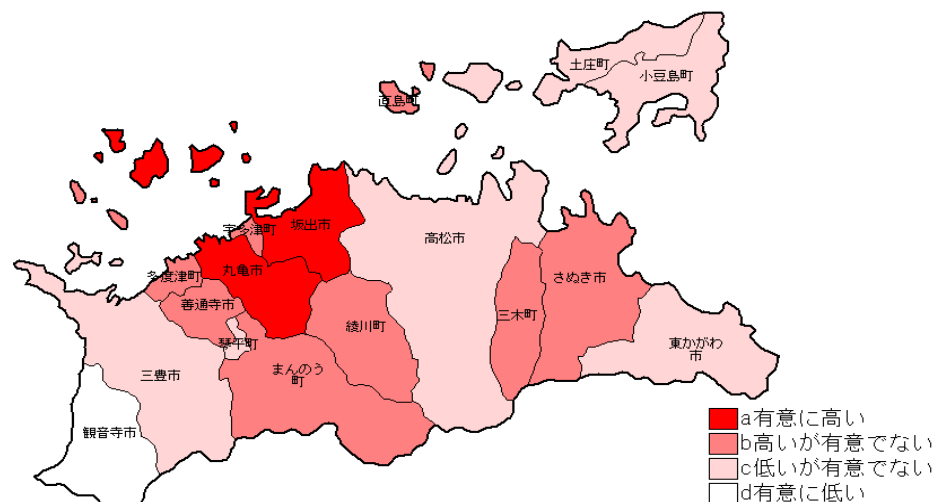 土庄町
小豆島町
直島町
宇多津町
坂出市
高松市
丸亀市
多度津町
さぬき市
善通寺市
三木町
綾川町
琴平町
東かがわ
市
まんのう
町
三豊市
観音寺市
a有意に高い
b高いが有意でない
c低いが有意でない
d有意に低い